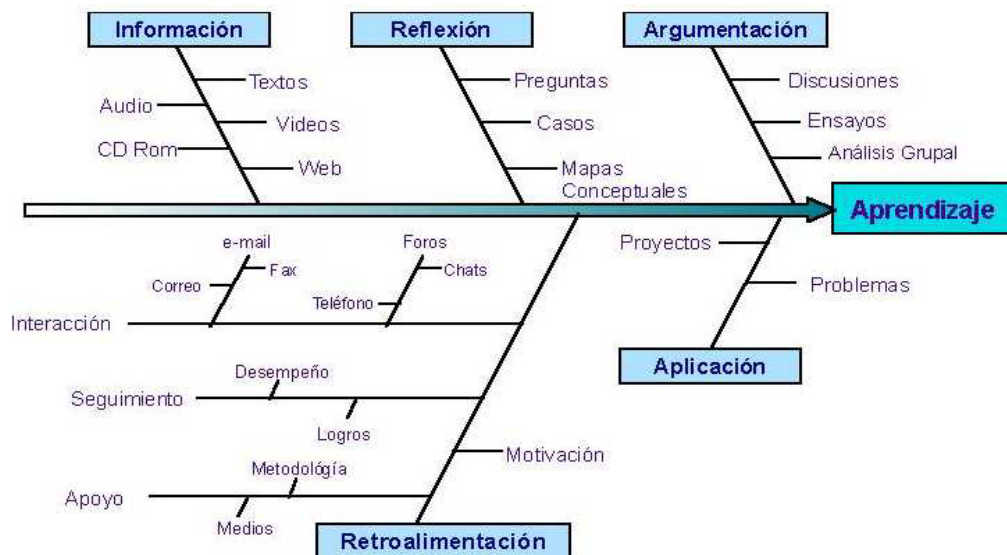 Información
Reflexión
Argumentación
Textos
Audio
Videos
CD Rom
Web
Preguntas
Casos
Mapas
Conceptuales
Discusiones
Ensayos
Análisis Grupal
Aprendizaje
e-mail
Fax
Correo
Foros
Chats
Teléfono
Interacción
Desempeño
Seguimiento
Logros
Metodológía
Apoyo
Medios
Motivación
Retroalimentación
Proyectos
Problemas
Aplicación